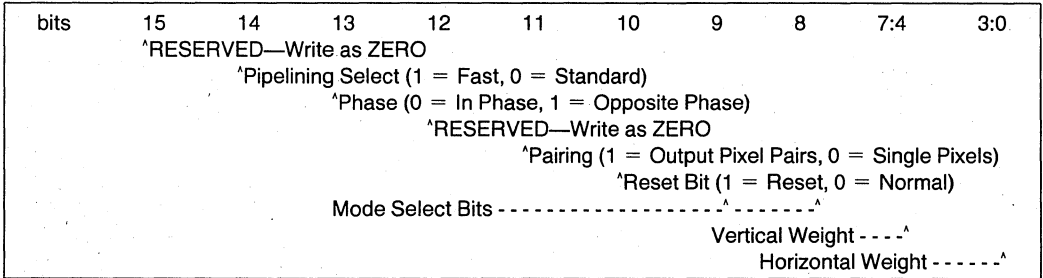 bits 15 14 13 12 11 10 9 8 7:4 3:0
^RESERVED—Write as ZERO
^Pipelining Select (1 = Fast, 0 = Standard)
^Phase (0 = In Phase, 1 = Opposite Phase)
^RESERVED—Write as ZERO
^Pairing (1 = Output Pixel Pairs, 0 = Single Pixels)
^Reset Bit (1 = Reset, 0 = Normal)
Mode Select Bits - - - - - - - - - - - - - - - - - - - -^ - - - - - - -^
Vertical Weight - - - -^
Horizontal Weight - - - - - -^